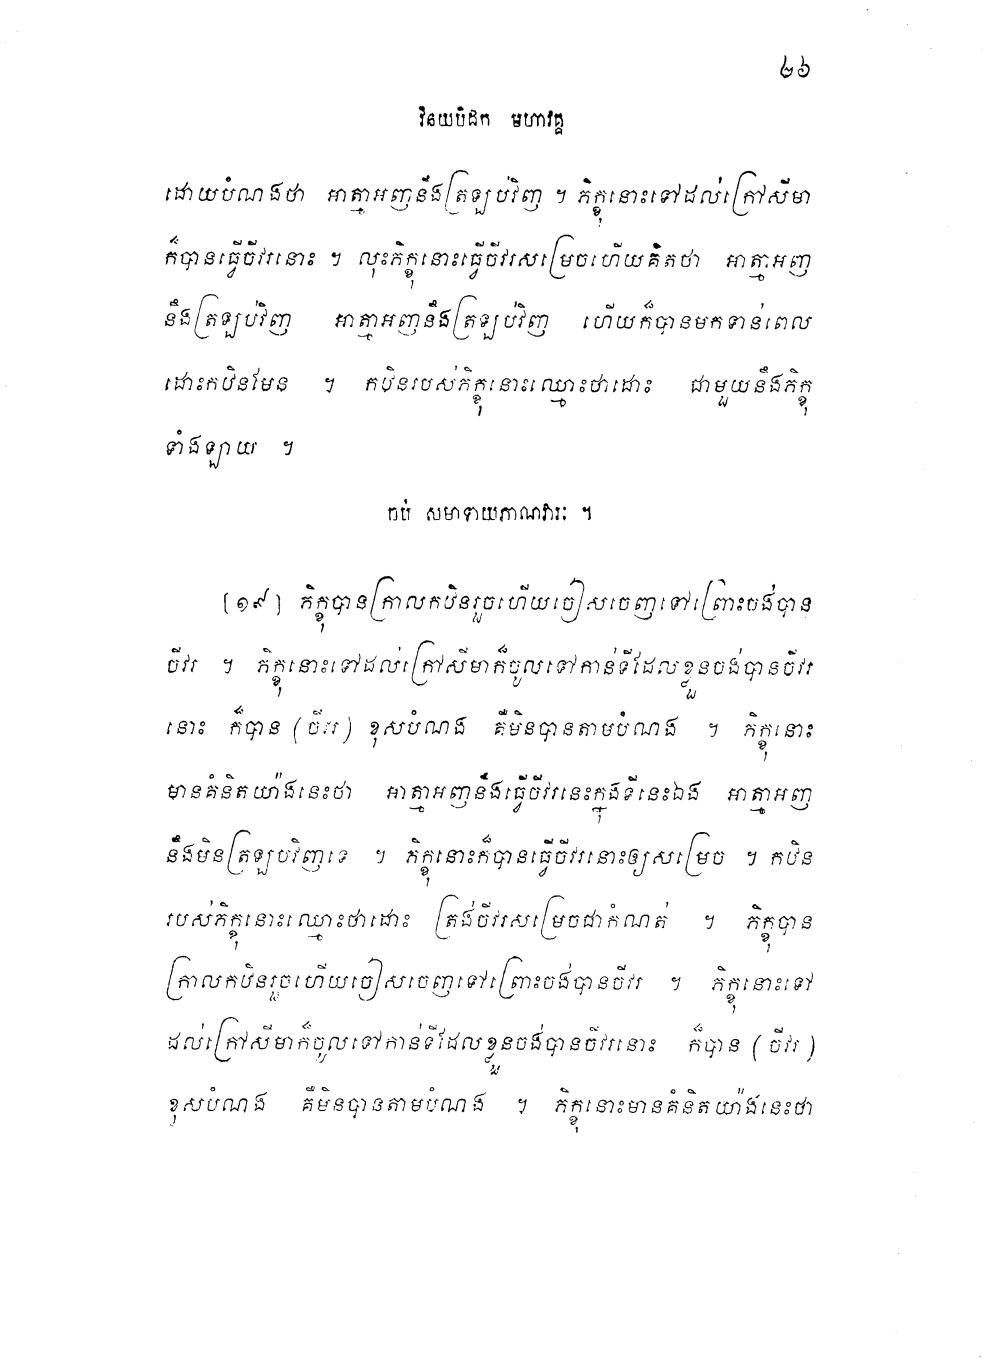 ២៦
វិនយបិដក មហាវគ្គ
ដោយបំណងថា អាត្មាអញនឹងត្រឡប់វិញ ។ ភិក្ខុនោះទៅដល់ក្រៅសីមា
ក៏បានធ្វើចីវរនោះ ។ លុះភិក្ខុនោះធ្វើចីវរសម្រេចហើយគិតថា អាត្មាអញ
នឹងត្រឡប់វិញ អាត្មាអញនឹងត្រឡប់វិញ ហើយក៏បានមកទាន់ពេល
ដោះកឋិនមែន ។ កឋិនរបស់ភិក្ខុនោះឈ្មោះថាដោះ ជាមួយនឹងភិក្ខុ
ទាំងឡាយ ។
ចប់ សមាទាយភាណវារៈ ។
[១៩] ភិក្ខុបានក្រាលកឋិនរួចហើយចៀសចេញទៅព្រោះចង់បាន
ចីវរ ។ ភិក្ខុនោះទៅដល់ក្រៅសីមាក៏ចូលទៅកាន់ទីដែលខ្លួនចង់បានចីវរ
នោះ ក៏បាន (ចីវរ) ខុសបំណង គឺមិនបានតាមបំណង ។ ភិក្ខុនោះ
មានគំនិតយ៉ាងនេះថា អាត្មាអញនឹងធ្វើចីវរនេះក្នុងទីនេះឯង អាត្មាអញ
នឹងមិនត្រឡប់វិញទេ ។ ភិក្ខុនោះក៏បានធ្វើចីវរនោះឲ្យសម្រេច ។ កឋិន
របស់ភិក្ខុនោះឈ្មោះថាដោះ ត្រង់ចីវរសម្រេចជាកំណត់ ។ ភិក្ខុបាន
ក្រាលកឋិនរួចហើយចៀសចេញទៅព្រោះចង់បានចីវរ ។ ភិក្ខុនោះទៅ
ដល់ក្រៅសីមាក៏ចូលទៅកាន់ទីដែលខ្លួនចង់បានចីវរនោះ ក៏បាន (ចីវរ)
ខុសបំណង គឺមិនបានតាមបំណង ។ ភិក្ខុនោះមានគំនិតយ៉ាងនេះថា